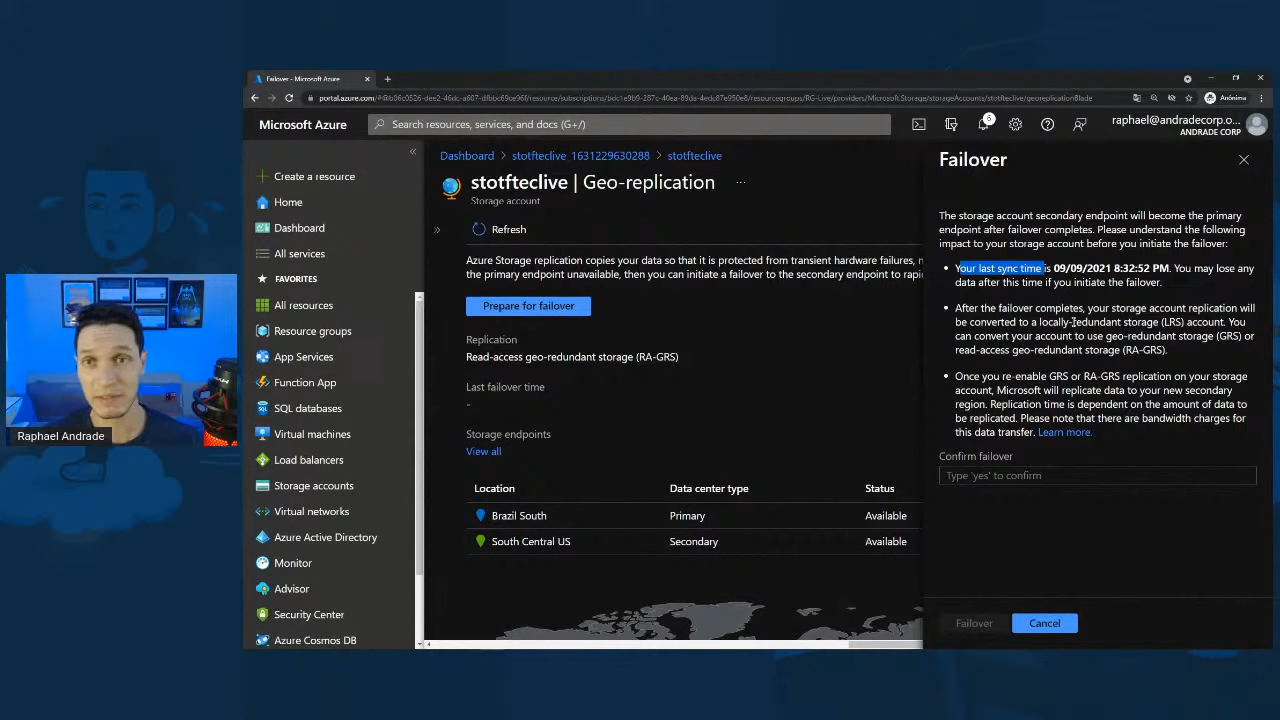 Failover - Microsoft Azure
portal.azure.com/
Anônima
Microsoft Azure
Search resources, services, and docs (G+/)
6
raphael@andradecorp.o...
ANDRADE CORP
Create a resource
Home
Dashboard
All services
FAVORITES
All resources
Resource groups
App Services
Function App
SQL databases
Virtual machines
Load balancers
Storage accounts
Virtual networks
Azure Active Directory
Monitor
Advisor
Security Center
Azure Cosmos DB
Dashboard > stotfteclive_1631229630288 > stotfteclive
stotfteclive | Geo-replication ...
Storage account
Refresh
Azure Storage replication copies your data so that it is protected from transient hardware failures,
the primary endpoint unavailable, then you can initiate a failover to the secondary endpoint to
Prepare for failover
Replication
Read-access geo-redundant storage (RA-GRS)
Last failover time
-
Storage endpoints
View all
Location Data center type Status
Brazil South Primary Available
South Central US Secondary Available
Failover
The storage account secondary endpoint will become the primary
endpoint after failover completes. Please understand the following
impact to your storage account before you initiate the failover:
• Your last sync time is 09/09/2021 8:32:52 PM. You may lose any
data after this time if you initiate the failover.
• After the failover completes, your storage account replication will
be converted to a locally-redundant storage (LRS) account. You
can convert your account to use geo-redundant storage (GRS) or
read-access geo-redundant storage (RA-GRS).
• Once you re-enable GRS or RA-GRS replication on your storage
account, Microsoft will replicate data to your new secondary
region. Replication time is dependent on the amount of data to
be replicated. Please note that there are bandwidth charges for
this data transfer. Learn more.
Confirm failover
Type 'yes' to confirm
Failover Cancel
Raphael Andrade